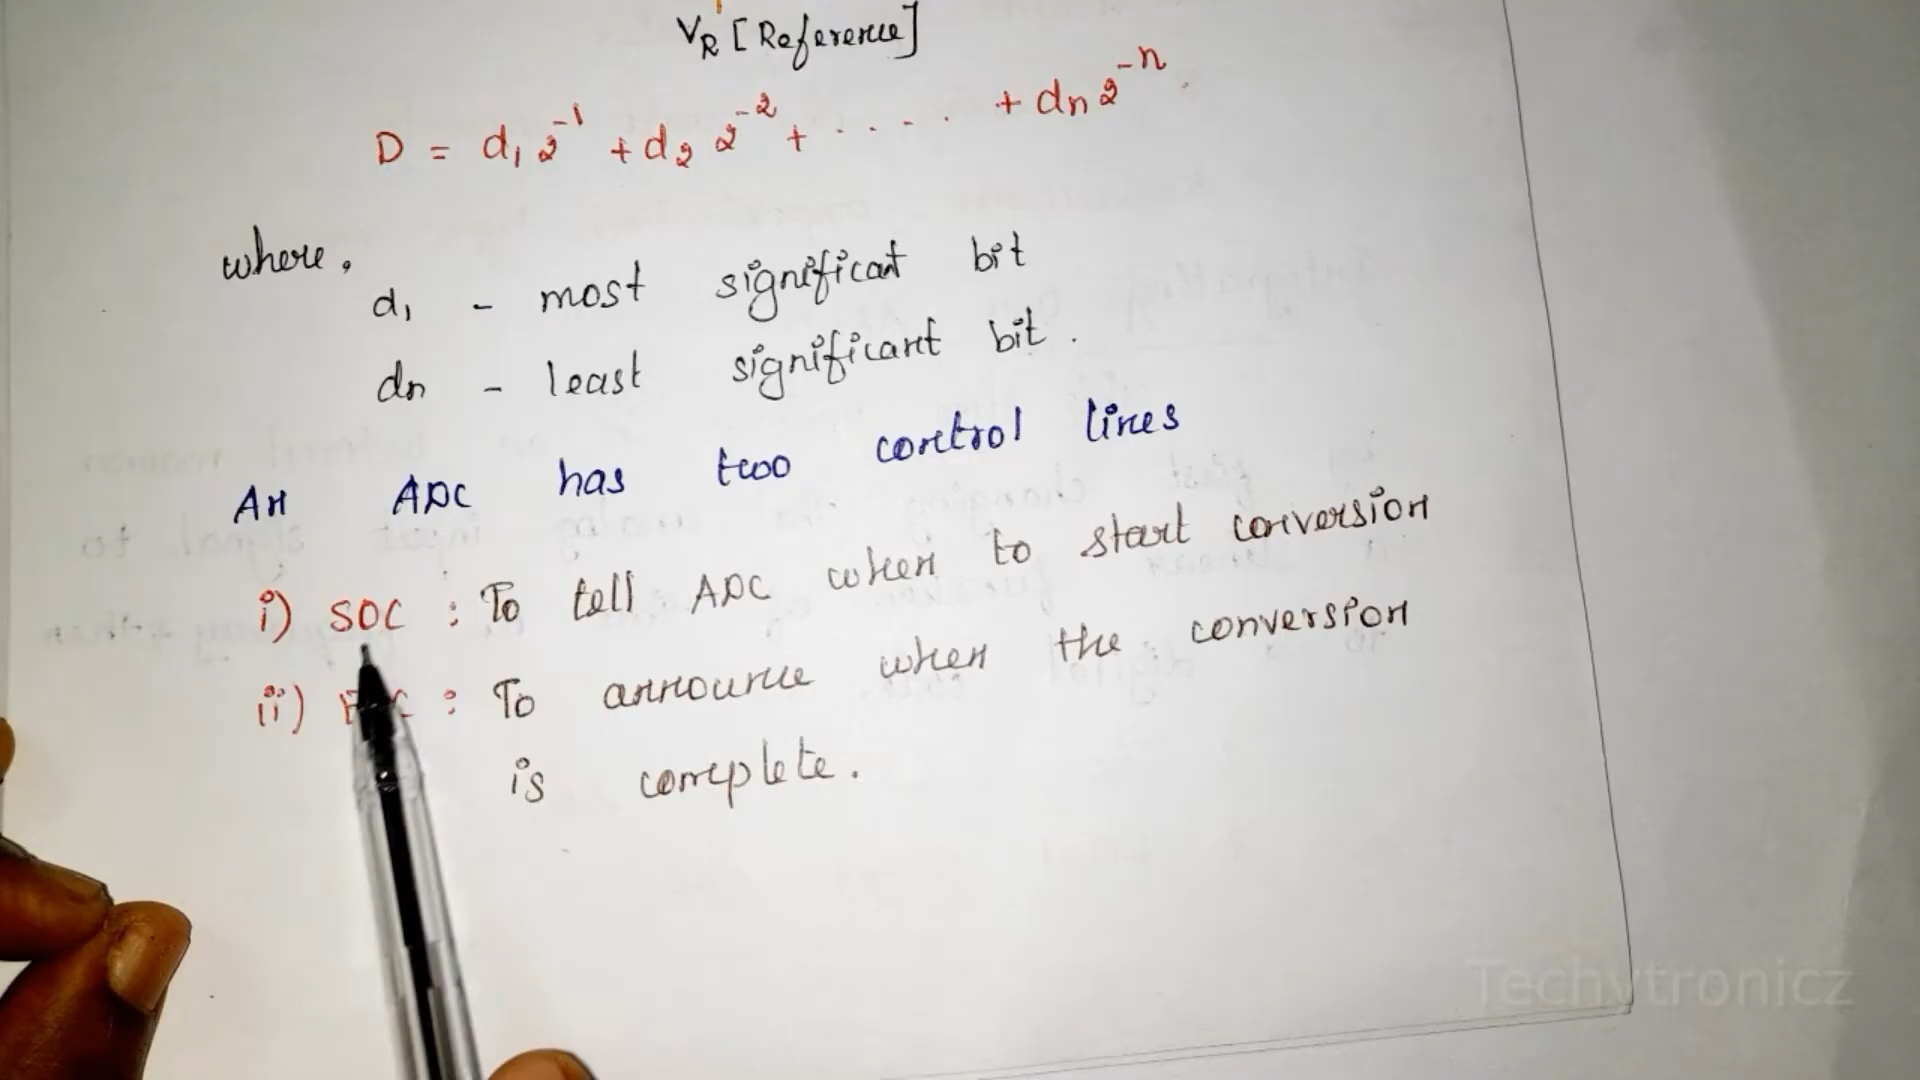 VR [Reference]
D = d₁ 2⁻¹ + d₂ 2⁻² + ..... + dn 2⁻ⁿ.
where,
d₁ - most significant bit
dn - least significant bit.
An ADC has two control lines
i) SOC : To tell ADC when to start conversion
ii) : To announce when the conversion
is complete.
Techytronicz